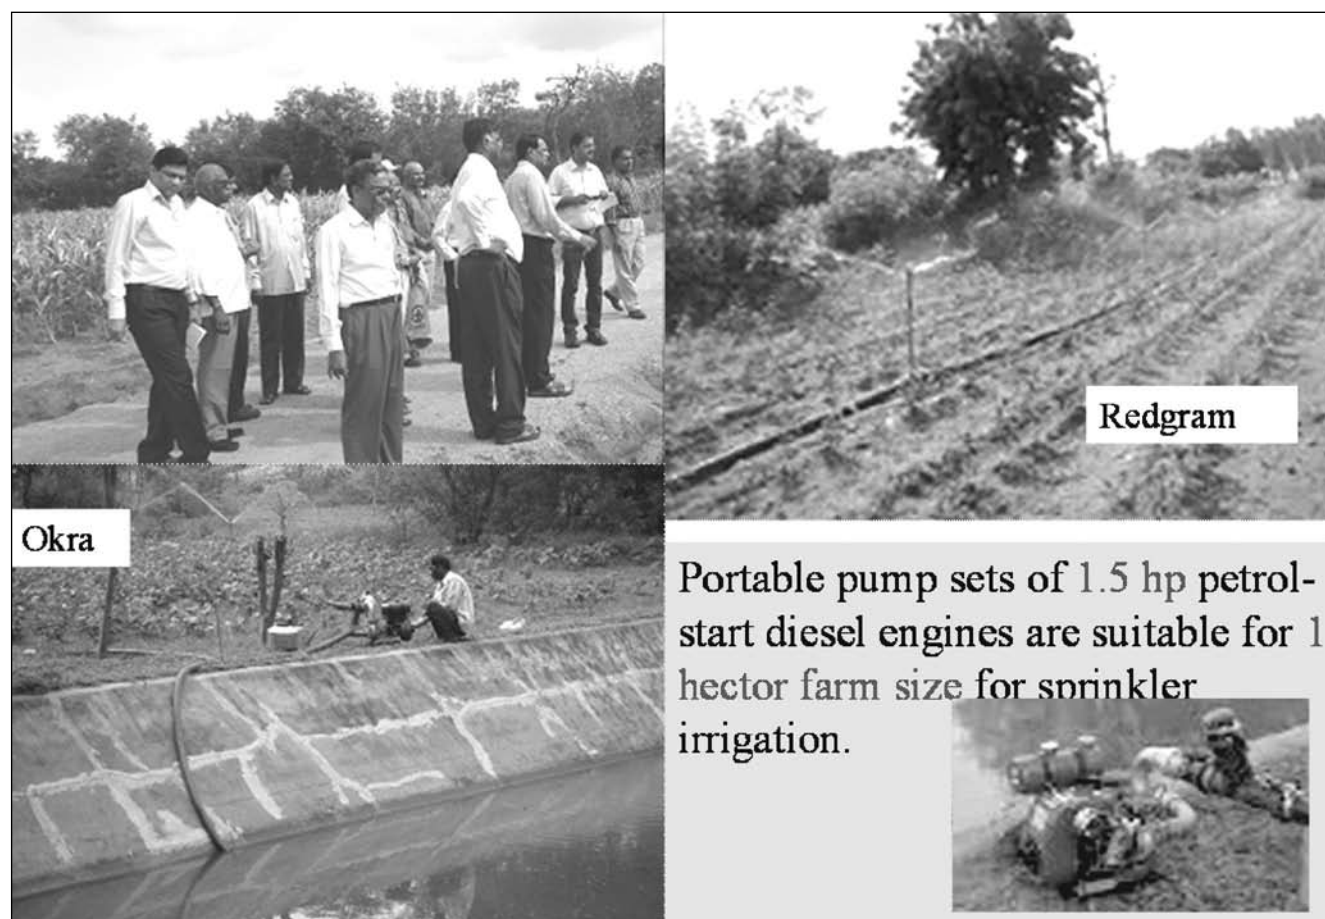 Redgram
Okra
Portable pump sets of 1.5 hp petrol-
start diesel engines are suitable for 1
hector farm size for sprinkler
irrigation.